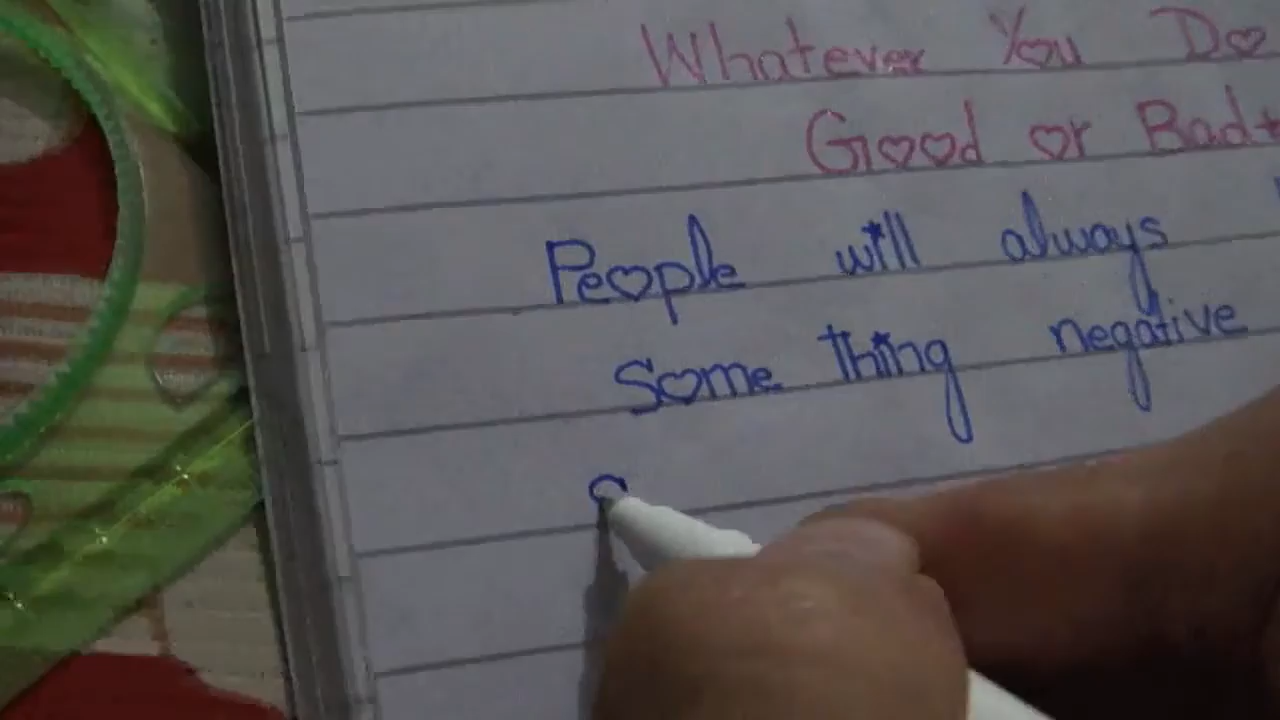 Whatever You Do
Good or Bad
People will always
Some thing negative